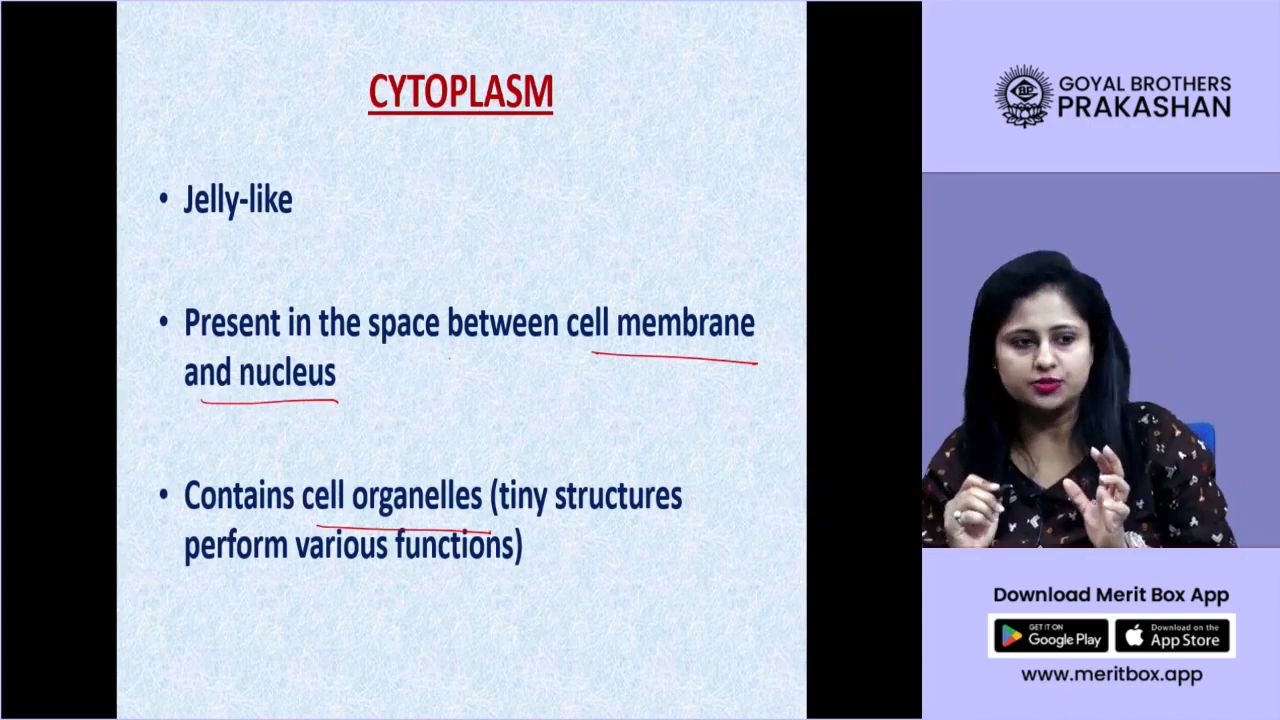 CYTOPLASM
• Jelly-like
• Present in the space between cell membrane
and nucleus
• Contains cell organelles (tiny structures
perform various functions)
GBP
GOYAL BROTHERS
PRAKASHAN
Download Merit Box App
GET IT ON
Google Play
Download on the
App Store
www.meritbox.app